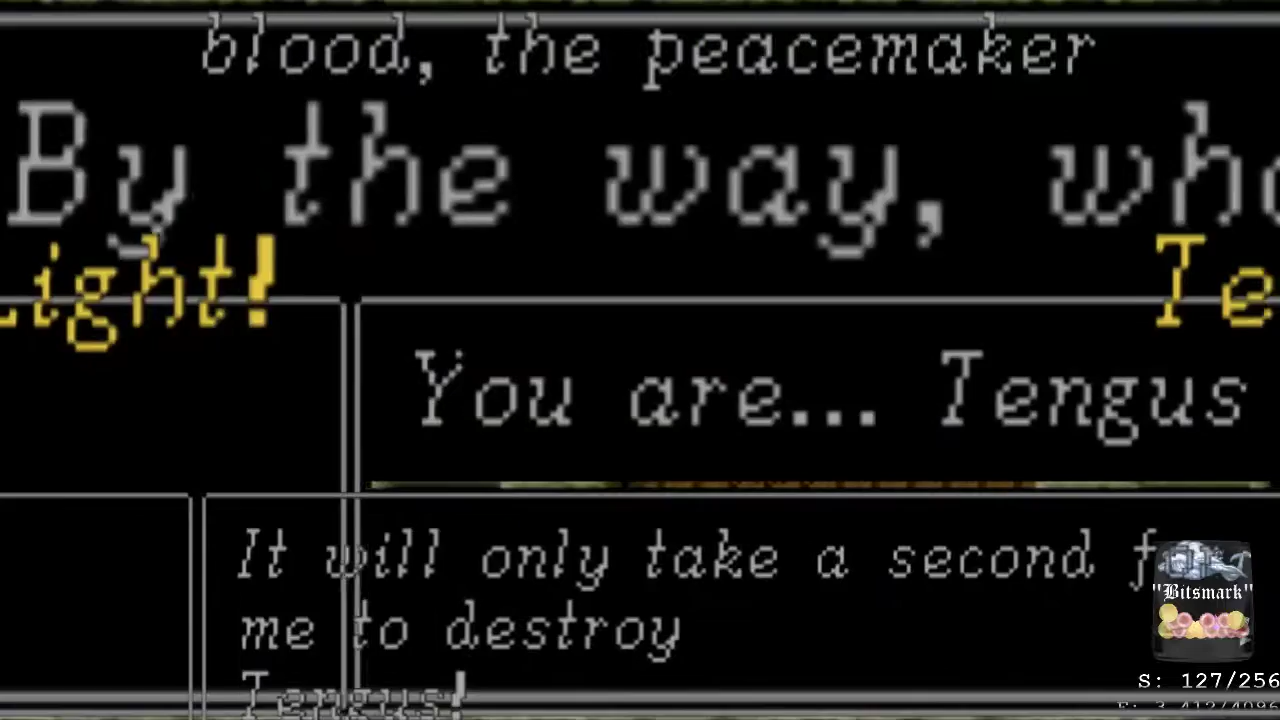 blood, the peacemaker
By the way, who
Light!
Te
You are... Tengus
It will only take a second f
me to destroy
Tengus!
"Bitsmark"
S: 127/256